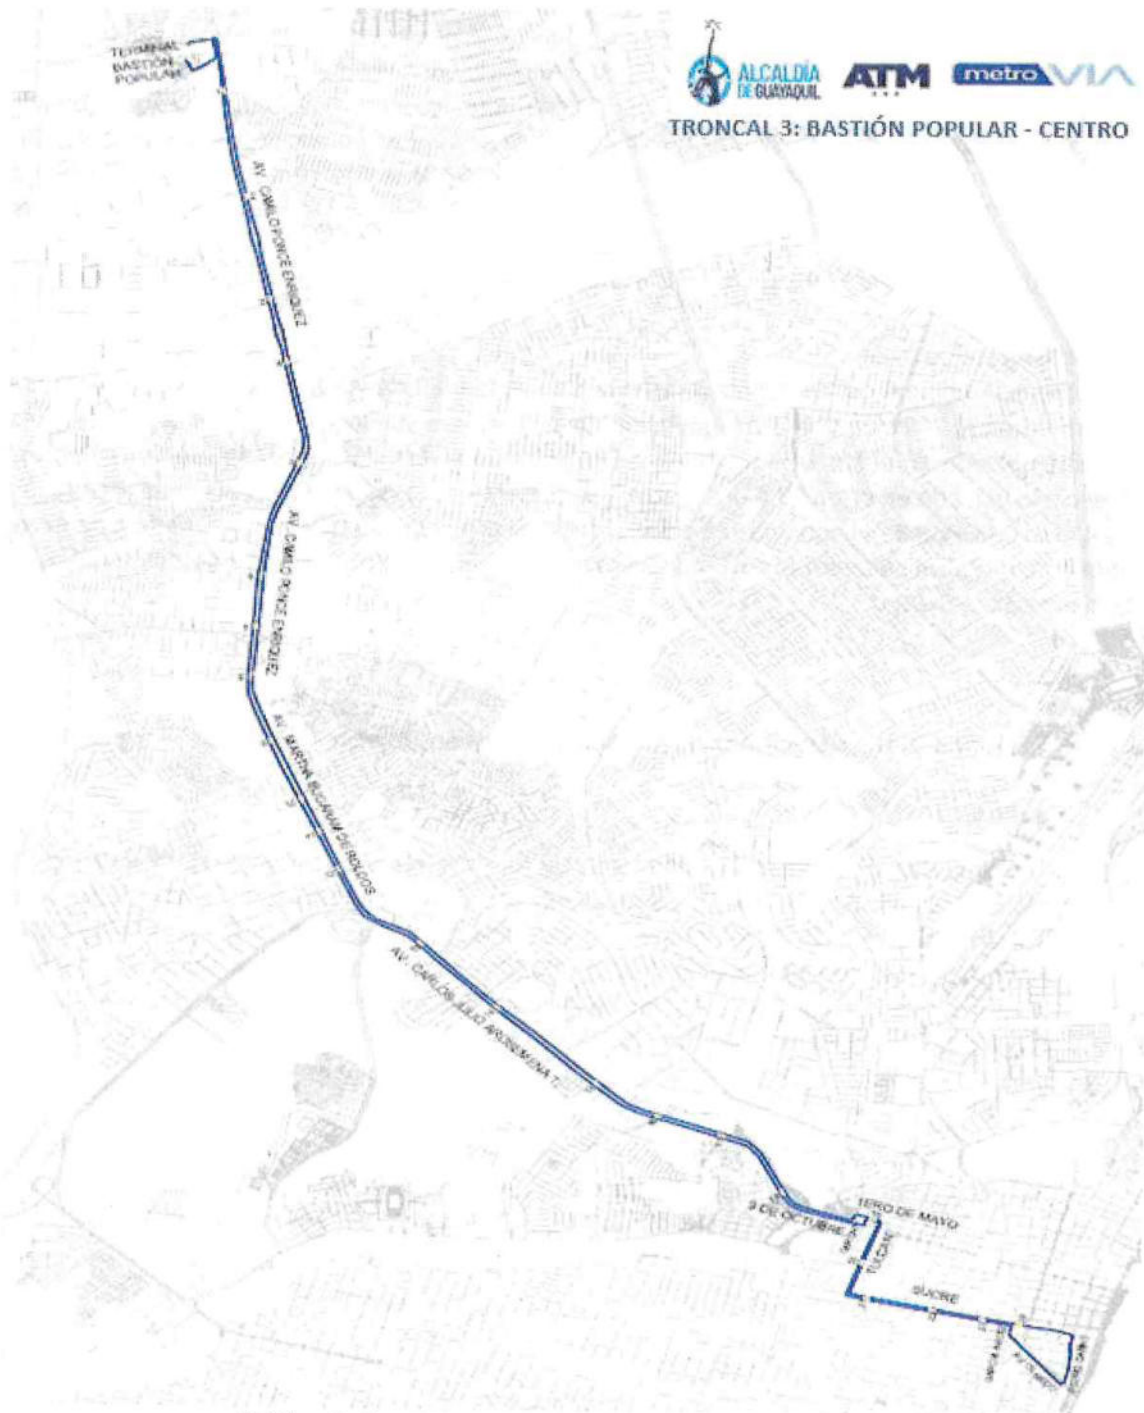 ALCALDÍA
DE GUAYAQUIL
ATM
metro VIA
TRONCAL 3: BASTIÓN POPULAR - CENTRO
TERMINAL
BASTIÓN
POPULAR
AV. CAMILO PONCE ENRIQUEZ
AV. CAMILO PONCE ENRIQUEZ
AV. MARTHA BUCARAM DE ROLDOS
AV. CARLOS JULIO AROSEMENA T.
1ERO DE MAYO
9 DE OCTUBRE
TULCAN
SUCRE
AV. OLMEDO